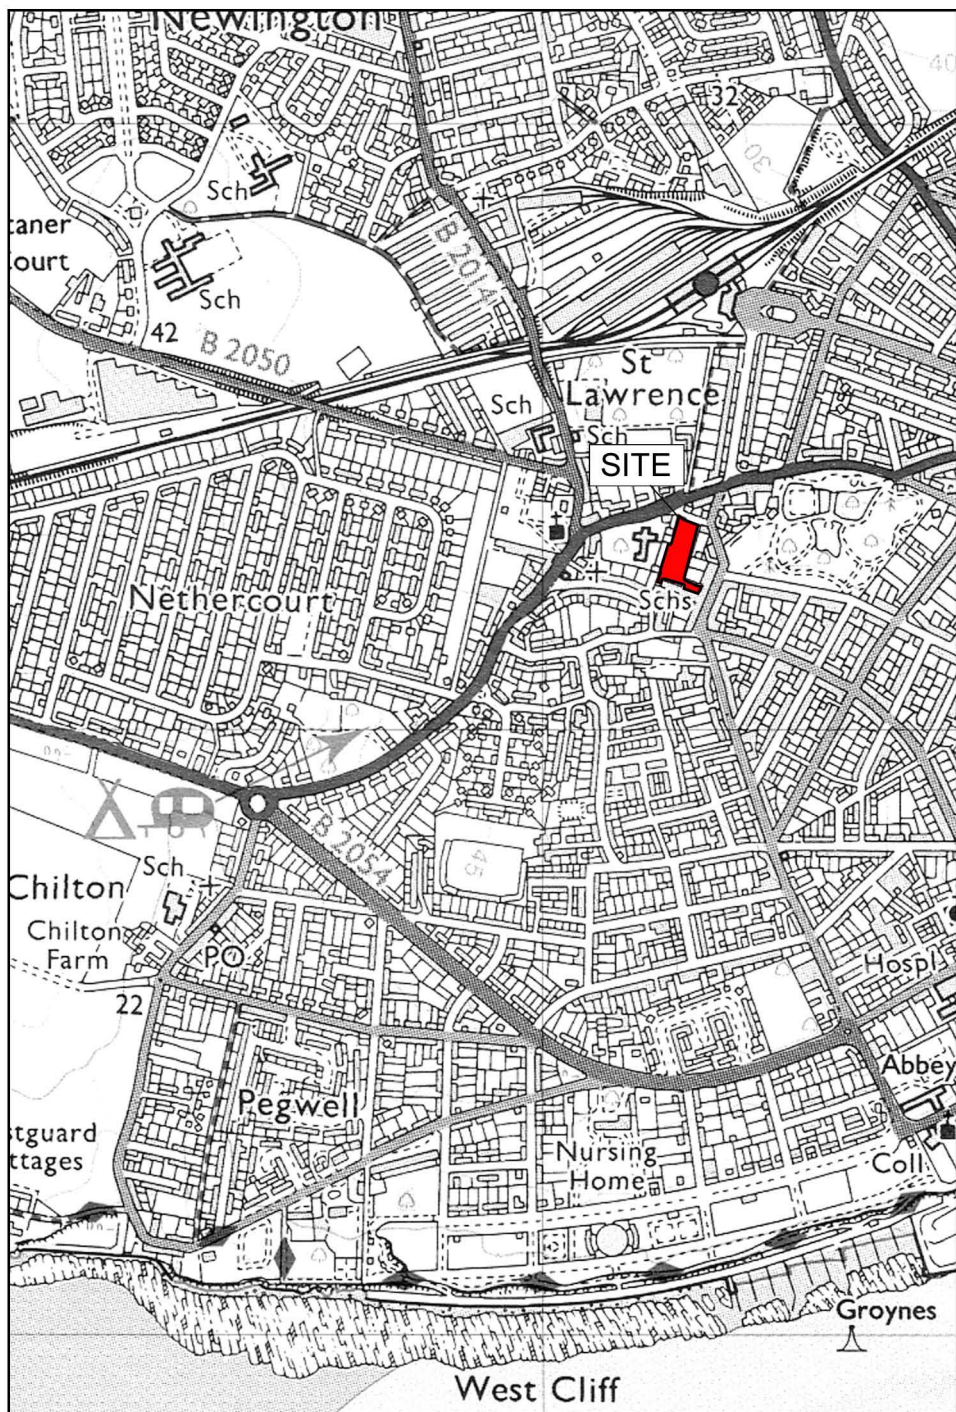 Newington
40
32
30
Sch
taner
ourt
B 2014
Sch
42
B 2050
St
Lawrence
Sch
Sch
SITE
Nethercourt
Schs
B 2054
45
Sch
Chilton
Chilton
Farm
PO
Hospl
22
Abbey
Pegwell
stguard
ttages
Nursing
Home
Coll
Groynes
West Cliff